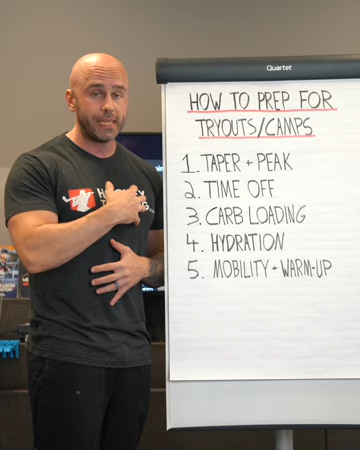 Quartet
HOW TO PREP FOR
TRYOUTS/CAMPS
1. TAPER + PEAK
2. TIME OFF
3. CARB LOADING
4. HYDRATION
5. MOBILITY + WARM-UP